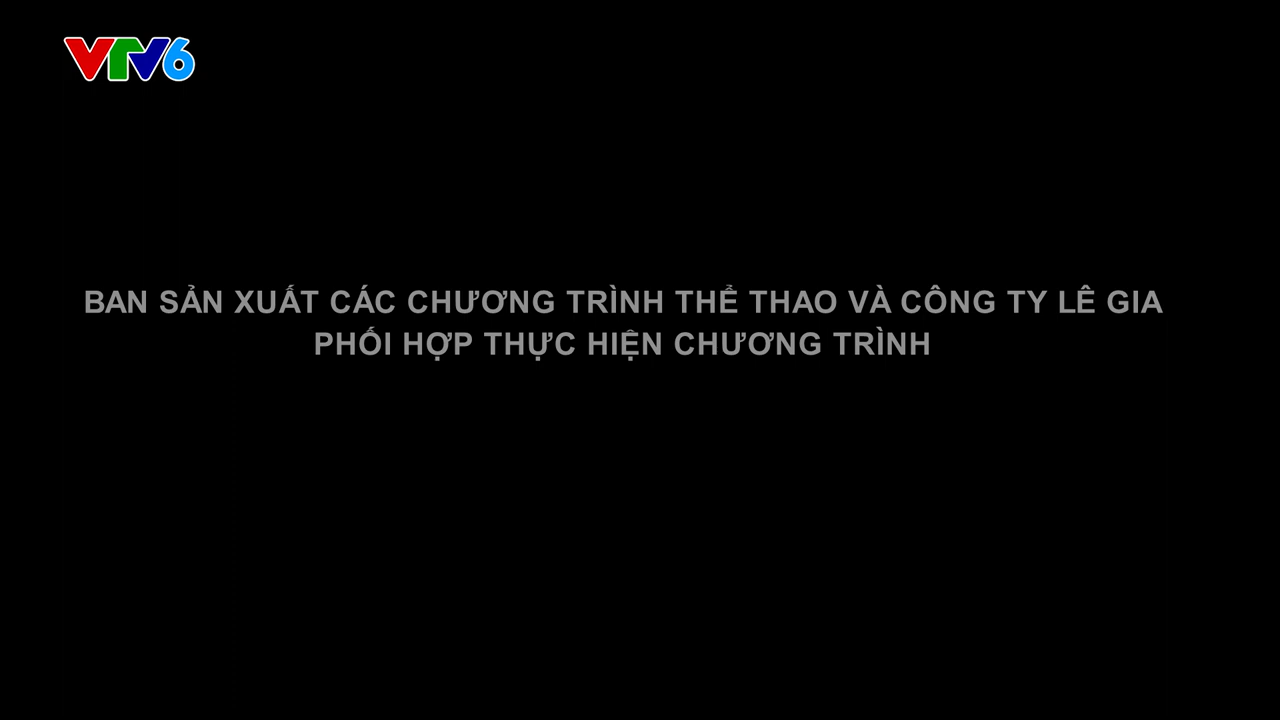 VTV6
BAN SẢN XUẤT CÁC CHƯƠNG TRÌNH THỂ THAO VÀ CÔNG TY LÊ GIA
PHỐI HỢP THỰC HIỆN CHƯƠNG TRÌNH